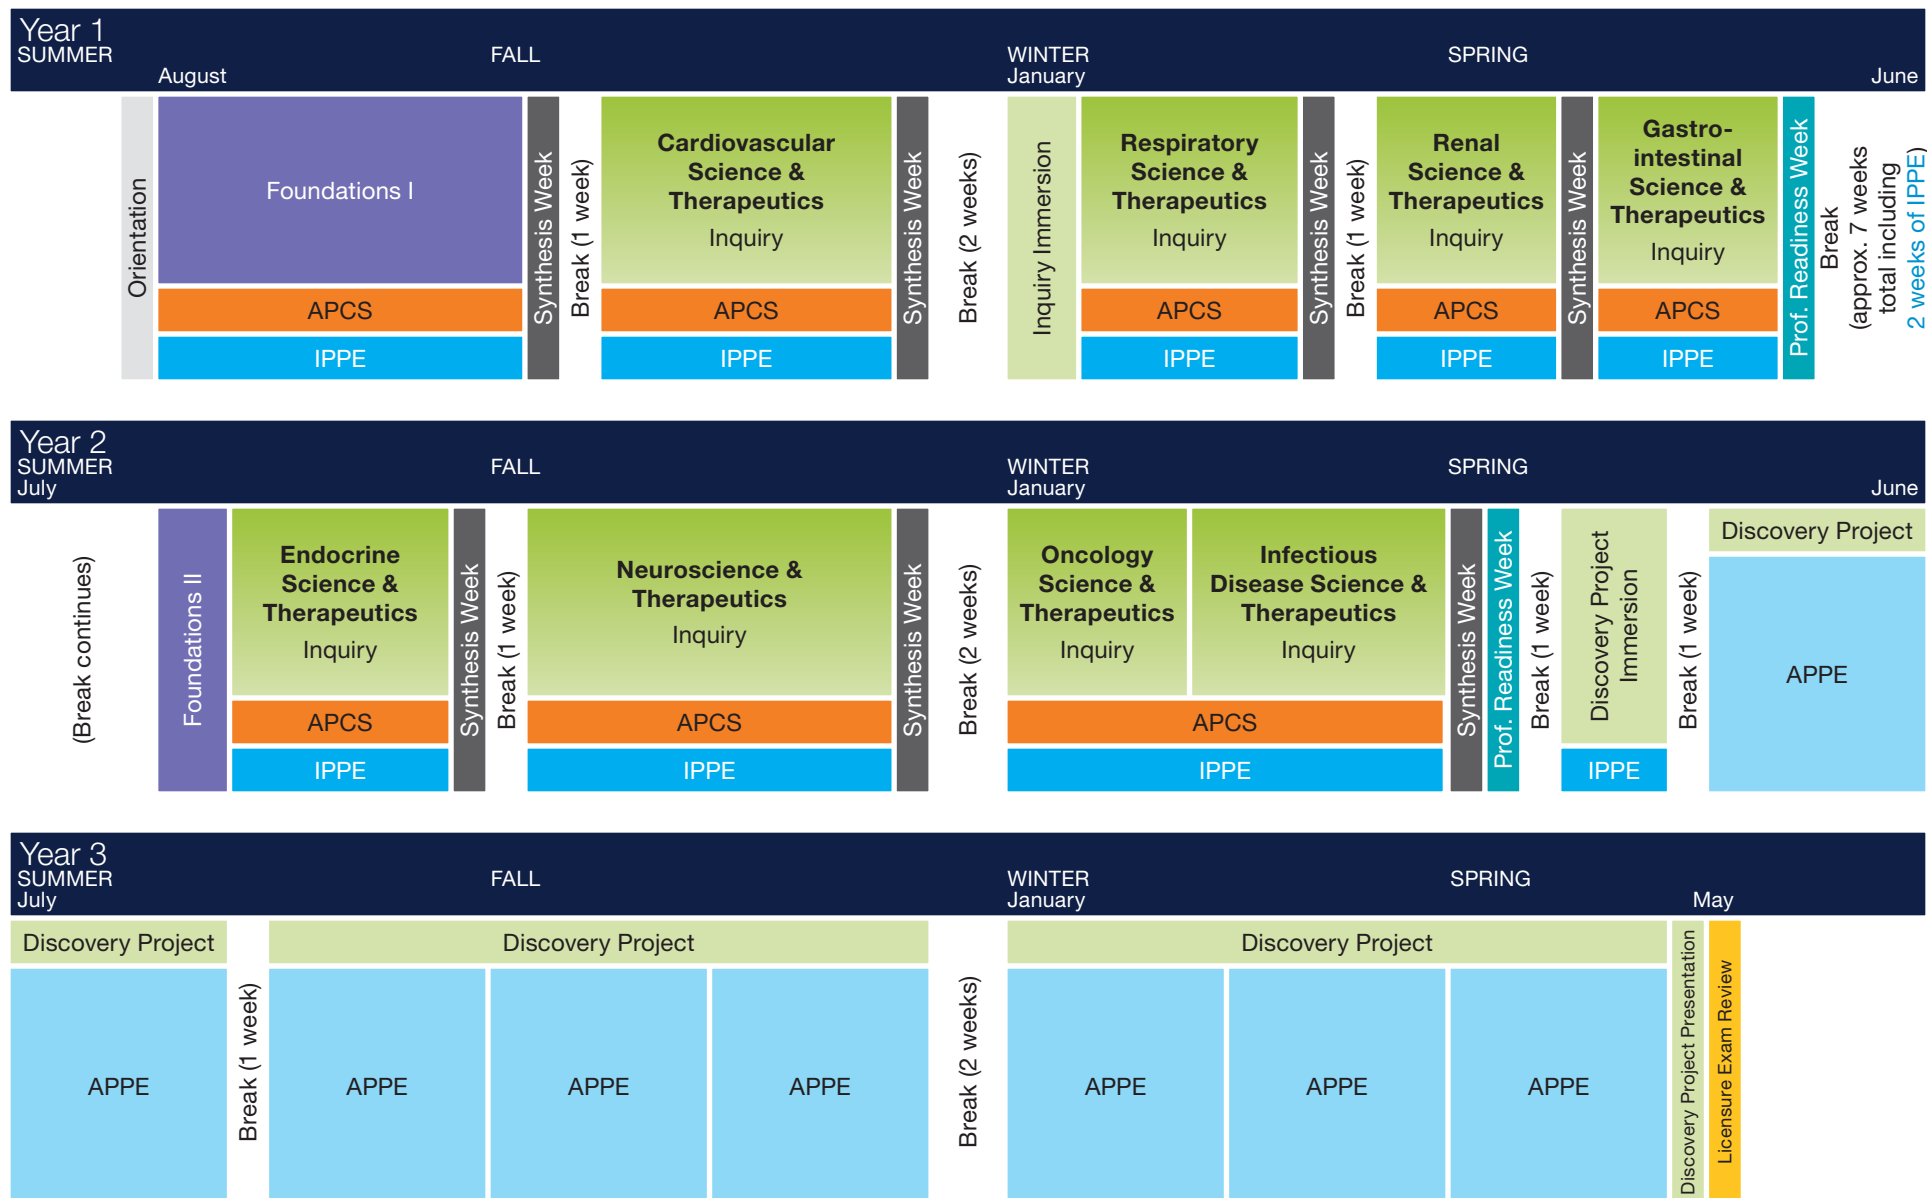 Year 1
SUMMER
FALL
WINTER
SPRING
August
January
June
Orientation
Foundations I
APCS
IPPE
Synthesis Week
Break (1 week)
Cardiovascular
Science &
Therapeutics
Inquiry
APCS
IPPE
Synthesis Week
Break (2 weeks)
Inquiry Immersion
Respiratory
Science &
Therapeutics
Inquiry
APCS
IPPE
Synthesis Week
Break (1 week)
Renal
Science &
Therapeutics
Inquiry
APCS
IPPE
Synthesis Week
Gastro-
intestinal
Science &
Therapeutics
Inquiry
APCS
IPPE
Prof. Readiness Week
Break
(approx. 7 weeks
total including
2 weeks of IPPE)
Year 2
SUMMER
FALL
WINTER
SPRING
July
January
June
(Break continues)
Foundations II
Endocrine
Science &
Therapeutics
Inquiry
APCS
IPPE
Synthesis Week
Break (1 week)
Neuroscience &
Therapeutics
Inquiry
APCS
IPPE
Synthesis Week
Break (2 weeks)
Oncology
Science &
Therapeutics
Inquiry
Infectious
Disease Science &
Therapeutics
Inquiry
APCS
IPPE
Synthesis Week
Prof. Readiness Week
Break (1 week)
Discovery Project
Immersion
IPPE
Break (1 week)
Discovery Project
APPE
Year 3
SUMMER
FALL
WINTER
SPRING
July
January
May
Discovery Project
APPE
Break (1 week)
Discovery Project
APPE
APPE
APPE
Break (2 weeks)
Discovery Project
APPE
APPE
APPE
Discovery Project Presentation
Licensure Exam Review